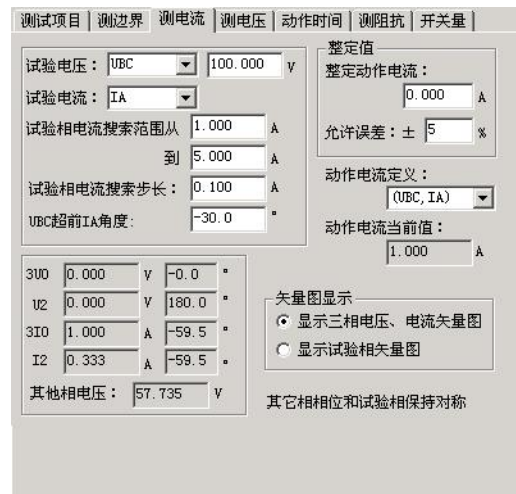 测试项目 测边界 测电流 测电压 动作时间 测阻抗 开关量
试验电压： UBC 100.000 V
试验电流： IA
试验相电流搜索范围从 1.000 A
到 5.000 A
试验相电流搜索步长： 0.100 A
UBC超前IA角度: -30.0 °
整定值
整定动作电流：
0.000 A
允许误差：± 5 %
动作电流定义：
(UBC,IA)
动作电流当前值：
1.000 A
3U0 0.000 V -0.0 °
U2 0.000 V 180.0 °
3I0 1.000 A -59.5 °
I2 0.333 A -59.5 °
其他相电压： 57.735 V
矢量图显示
显示三相电压、电流矢量图
显示试验相矢量图
其它相相位和试验相保持对称